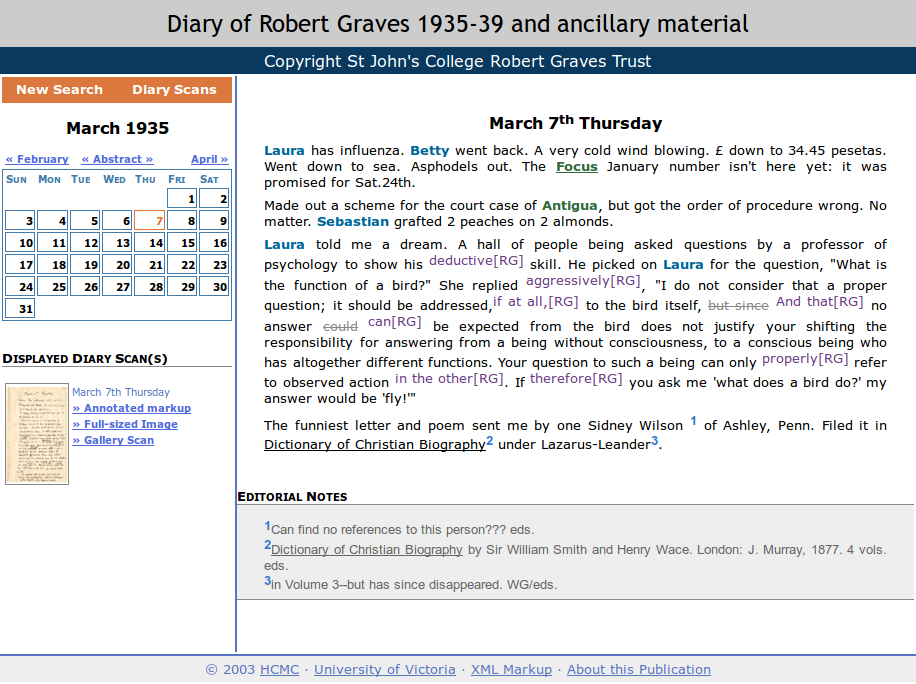 Diary of Robert Graves 1935-39 and ancillary material
Copyright St John's College Robert Graves Trust
New Search Diary Scans
March 1935
« February « Abstract » April »
SUN MON TUE WED THU FRI SAT
1 2
3 4 5 6 7 8 9
10 11 12 13 14 15 16
17 18 19 20 21 22 23
24 25 26 27 28 29 30
31
DISPLAYED DIARY SCAN(S)
March 7th Thursday
» Annotated markup
» Full-sized Image
» Gallery Scan
March 7th Thursday
Laura has influenza. Betty went back. A very cold wind blowing. £ down to 34.45 pesetas.
Went down to sea. Asphodels out. The Focus January number isn't here yet: it was
promised for Sat.24th.
Made out a scheme for the court case of Antigua, but got the order of procedure wrong. No
matter. Sebastian grafted 2 peaches on 2 almonds.
Laura told me a dream. A hall of people being asked questions by a professor of
psychology to show his deductive[RG] skill. He picked on Laura for the question, "What is
the function of a bird?" She replied aggressively[RG], "I do not consider that a proper
question; it should be addressed,if at all,[RG] to the bird itself, but since And that[RG] no
answer could can[RG] be expected from the bird does not justify your shifting the
responsibility for answering from a being without consciousness, to a conscious being who
has altogether different functions. Your question to such a being can only properly[RG] refer
to observed action in the other[RG]. If therefore[RG] you ask me 'what does a bird do?' my
answer would be 'fly!'"
The funniest letter and poem sent me by one Sidney Wilson 1 of Ashley, Penn. Filed it in
Dictionary of Christian Biography2 under Lazarus-Leander3.
EDITORIAL NOTES
1Can find no references to this person??? eds.
2Dictionary of Christian Biography by Sir William Smith and Henry Wace. London: J. Murray, 1877. 4 vols.
eds.
3in Volume 3--but has since disappeared. WG/eds.
© 2003 HCMC · University of Victoria · XML Markup · About this Publication